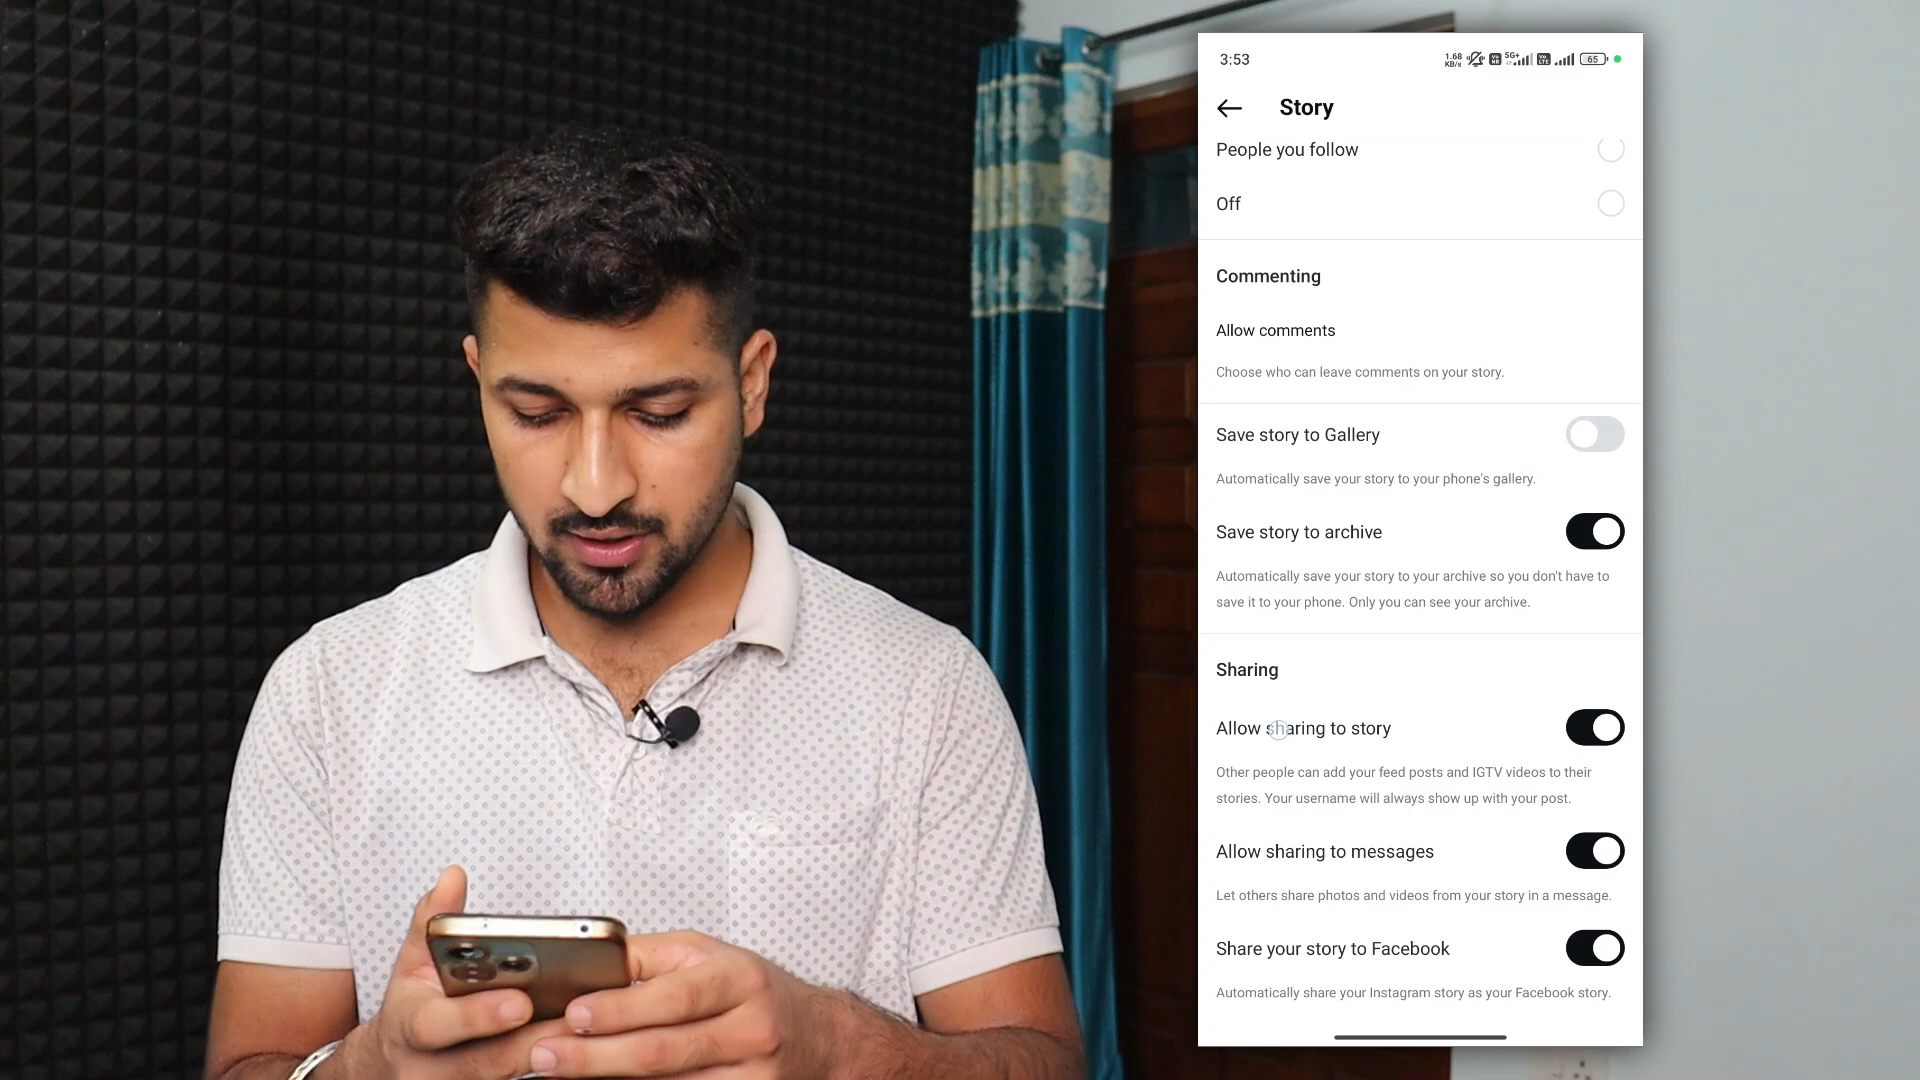 3:53
1.68
KB/s
5G+
65
Story
People you follow
Off
Commenting
Allow comments
Choose who can leave comments on your story.
Save story to Gallery
Automatically save your story to your phone's gallery.
Save story to archive
Automatically save your story to your archive so you don't have to
save it to your phone. Only you can see your archive.
Sharing
Allow sharing to story
Other people can add your feed posts and IGTV videos to their
stories. Your username will always show up with your post.
Allow sharing to messages
Let others share photos and videos from your story in a message.
Share your story to Facebook
Automatically share your Instagram story as your Facebook story.